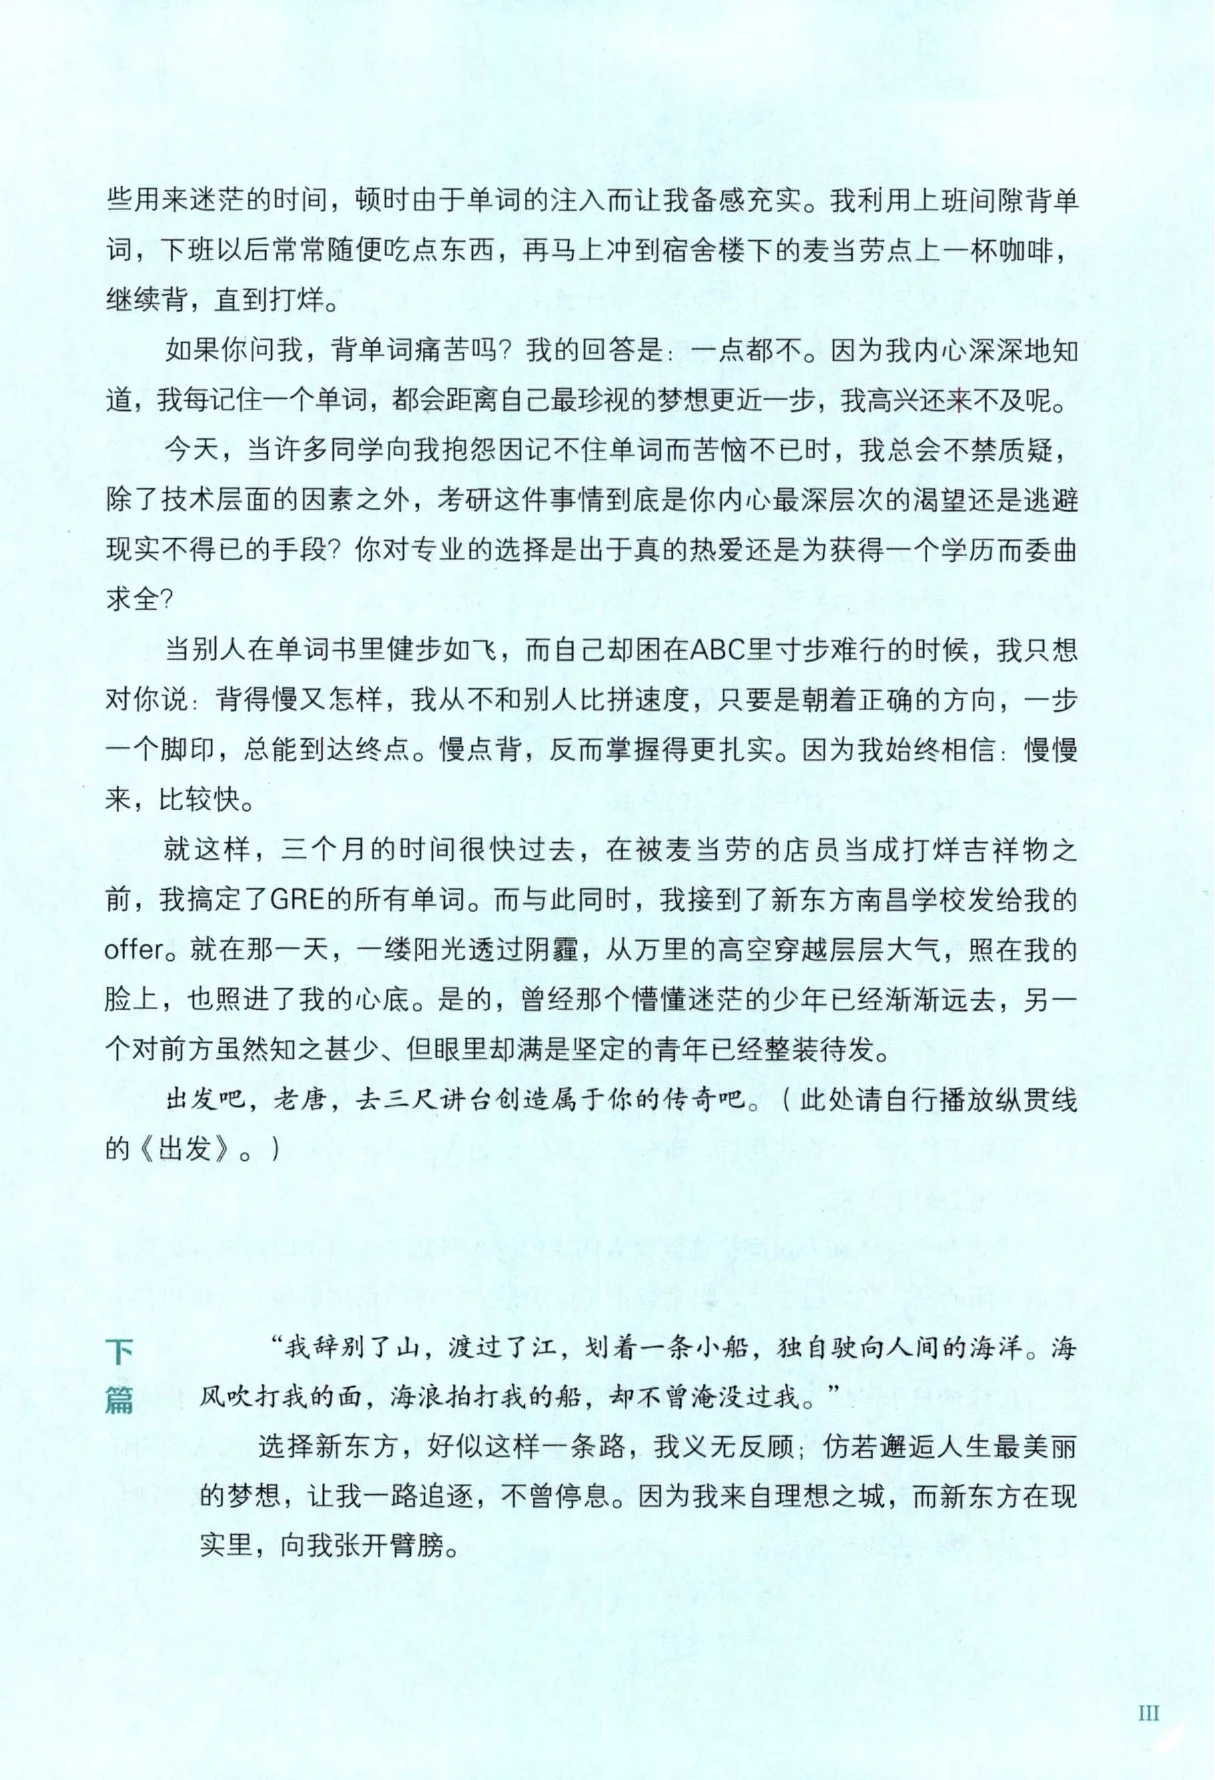 些用来迷茫的时间，顿时由于单词的注入而让我备感充实。我利用上班间隙背单
词，下班以后常常随便吃点东西，再马上冲到宿舍楼下的麦当劳点上一杯咖啡，
继续背，直到打烊。
如果你问我，背单词痛苦吗？我的回答是：一点都不。因为我内心深深地知
道，我每记住一个单词，都会距离自己最珍视的梦想更近一步，我高兴还来不及呢。
今天，当许多同学向我抱怨因记不住单词而苦恼不已时，我总会不禁质疑，
除了技术层面的因素之外，考研这件事情到底是你内心最深层次的渴望还是逃避
现实不得已的手段？你对专业的选择是出于真的热爱还是为获得一个学历而委曲
求全？
当别人在单词书里健步如飞，而自己却困在ABC里寸步难行的时候，我只想
对你说：背得慢又怎样，我从不和别人比拼速度，只要是朝着正确的方向，一步
一个脚印，总能到达终点。慢点背，反而掌握得更扎实。因为我始终相信：慢慢
来，比较快。
就这样，三个月的时间很快过去，在被麦当劳的店员当成打烊吉祥物之
前，我搞定了GRE的所有单词。而与此同时，我接到了新东方南昌学校发给我的
offer。就在那一天，一缕阳光透过阴霾，从万里的高空穿越层层大气，照在我的
脸上，也照进了我的心底。是的，曾经那个懵懂迷茫的少年已经渐渐远去，另一
个对前方虽然知之甚少、但眼里却满是坚定的青年已经整装待发。
出发吧，老唐，去三尺讲台创造属于你的传奇吧。（此处请自行播放纵贯线
的《出发》。）
下篇
“我辞别了山，渡过了江，划着一条小船，独自驶向人间的海洋。海
风吹打我的面，海浪拍打我的船，却不曾淹没过我。”
选择新东方，好似这样一条路，我义无反顾；仿若邂逅人生最美丽
的梦想，让我一路追逐，不曾停息。因为我来自理想之城，而新东方在现
实里，向我张开臂膀。
III